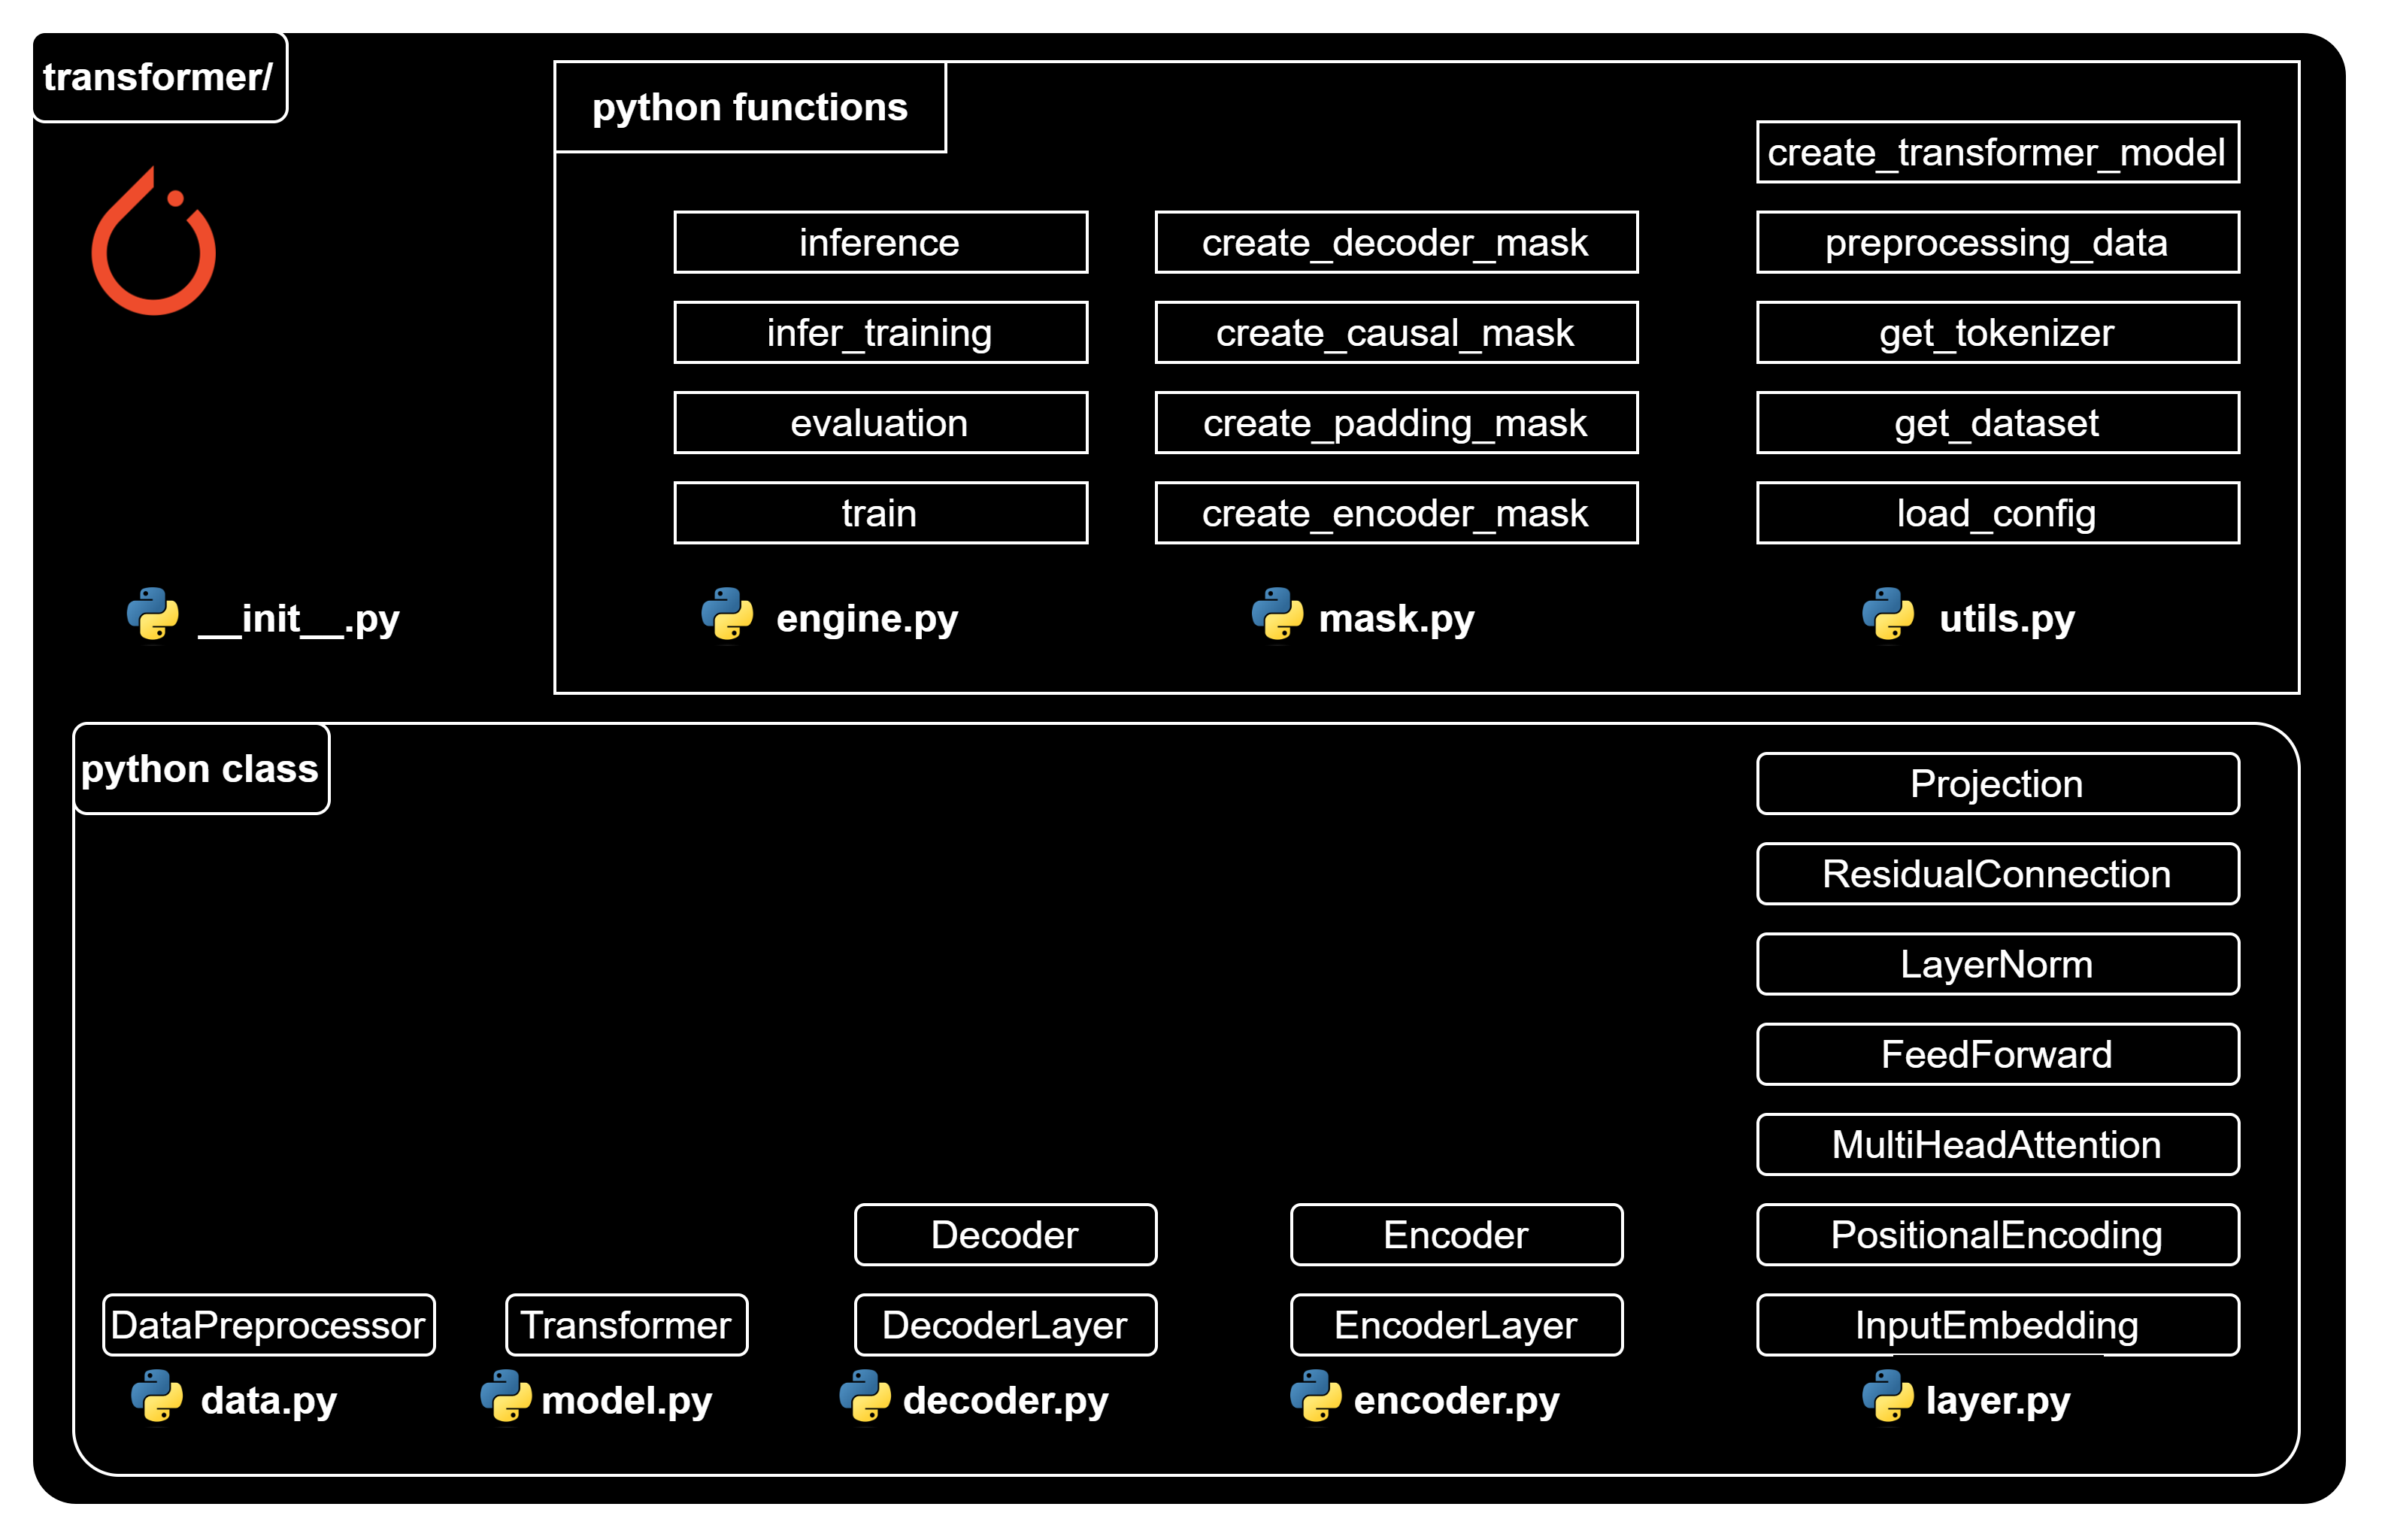 transformer/
python functions
create_transformer_model
inference
create_decoder_mask
preprocessing_data
infer_training
create_causal_mask
get_tokenizer
evaluation
create_padding_mask
get_dataset
train
create_encoder_mask
load_config
__init__.py
engine.py
mask.py
utils.py
python class
Projection
ResidualConnection
LayerNorm
FeedForward
MultiHeadAttention
Decoder
Encoder
PositionalEncoding
DataPreprocessor
Transformer
DecoderLayer
EncoderLayer
InputEmbedding
data.py
model.py
decoder.py
encoder.py
layer.py